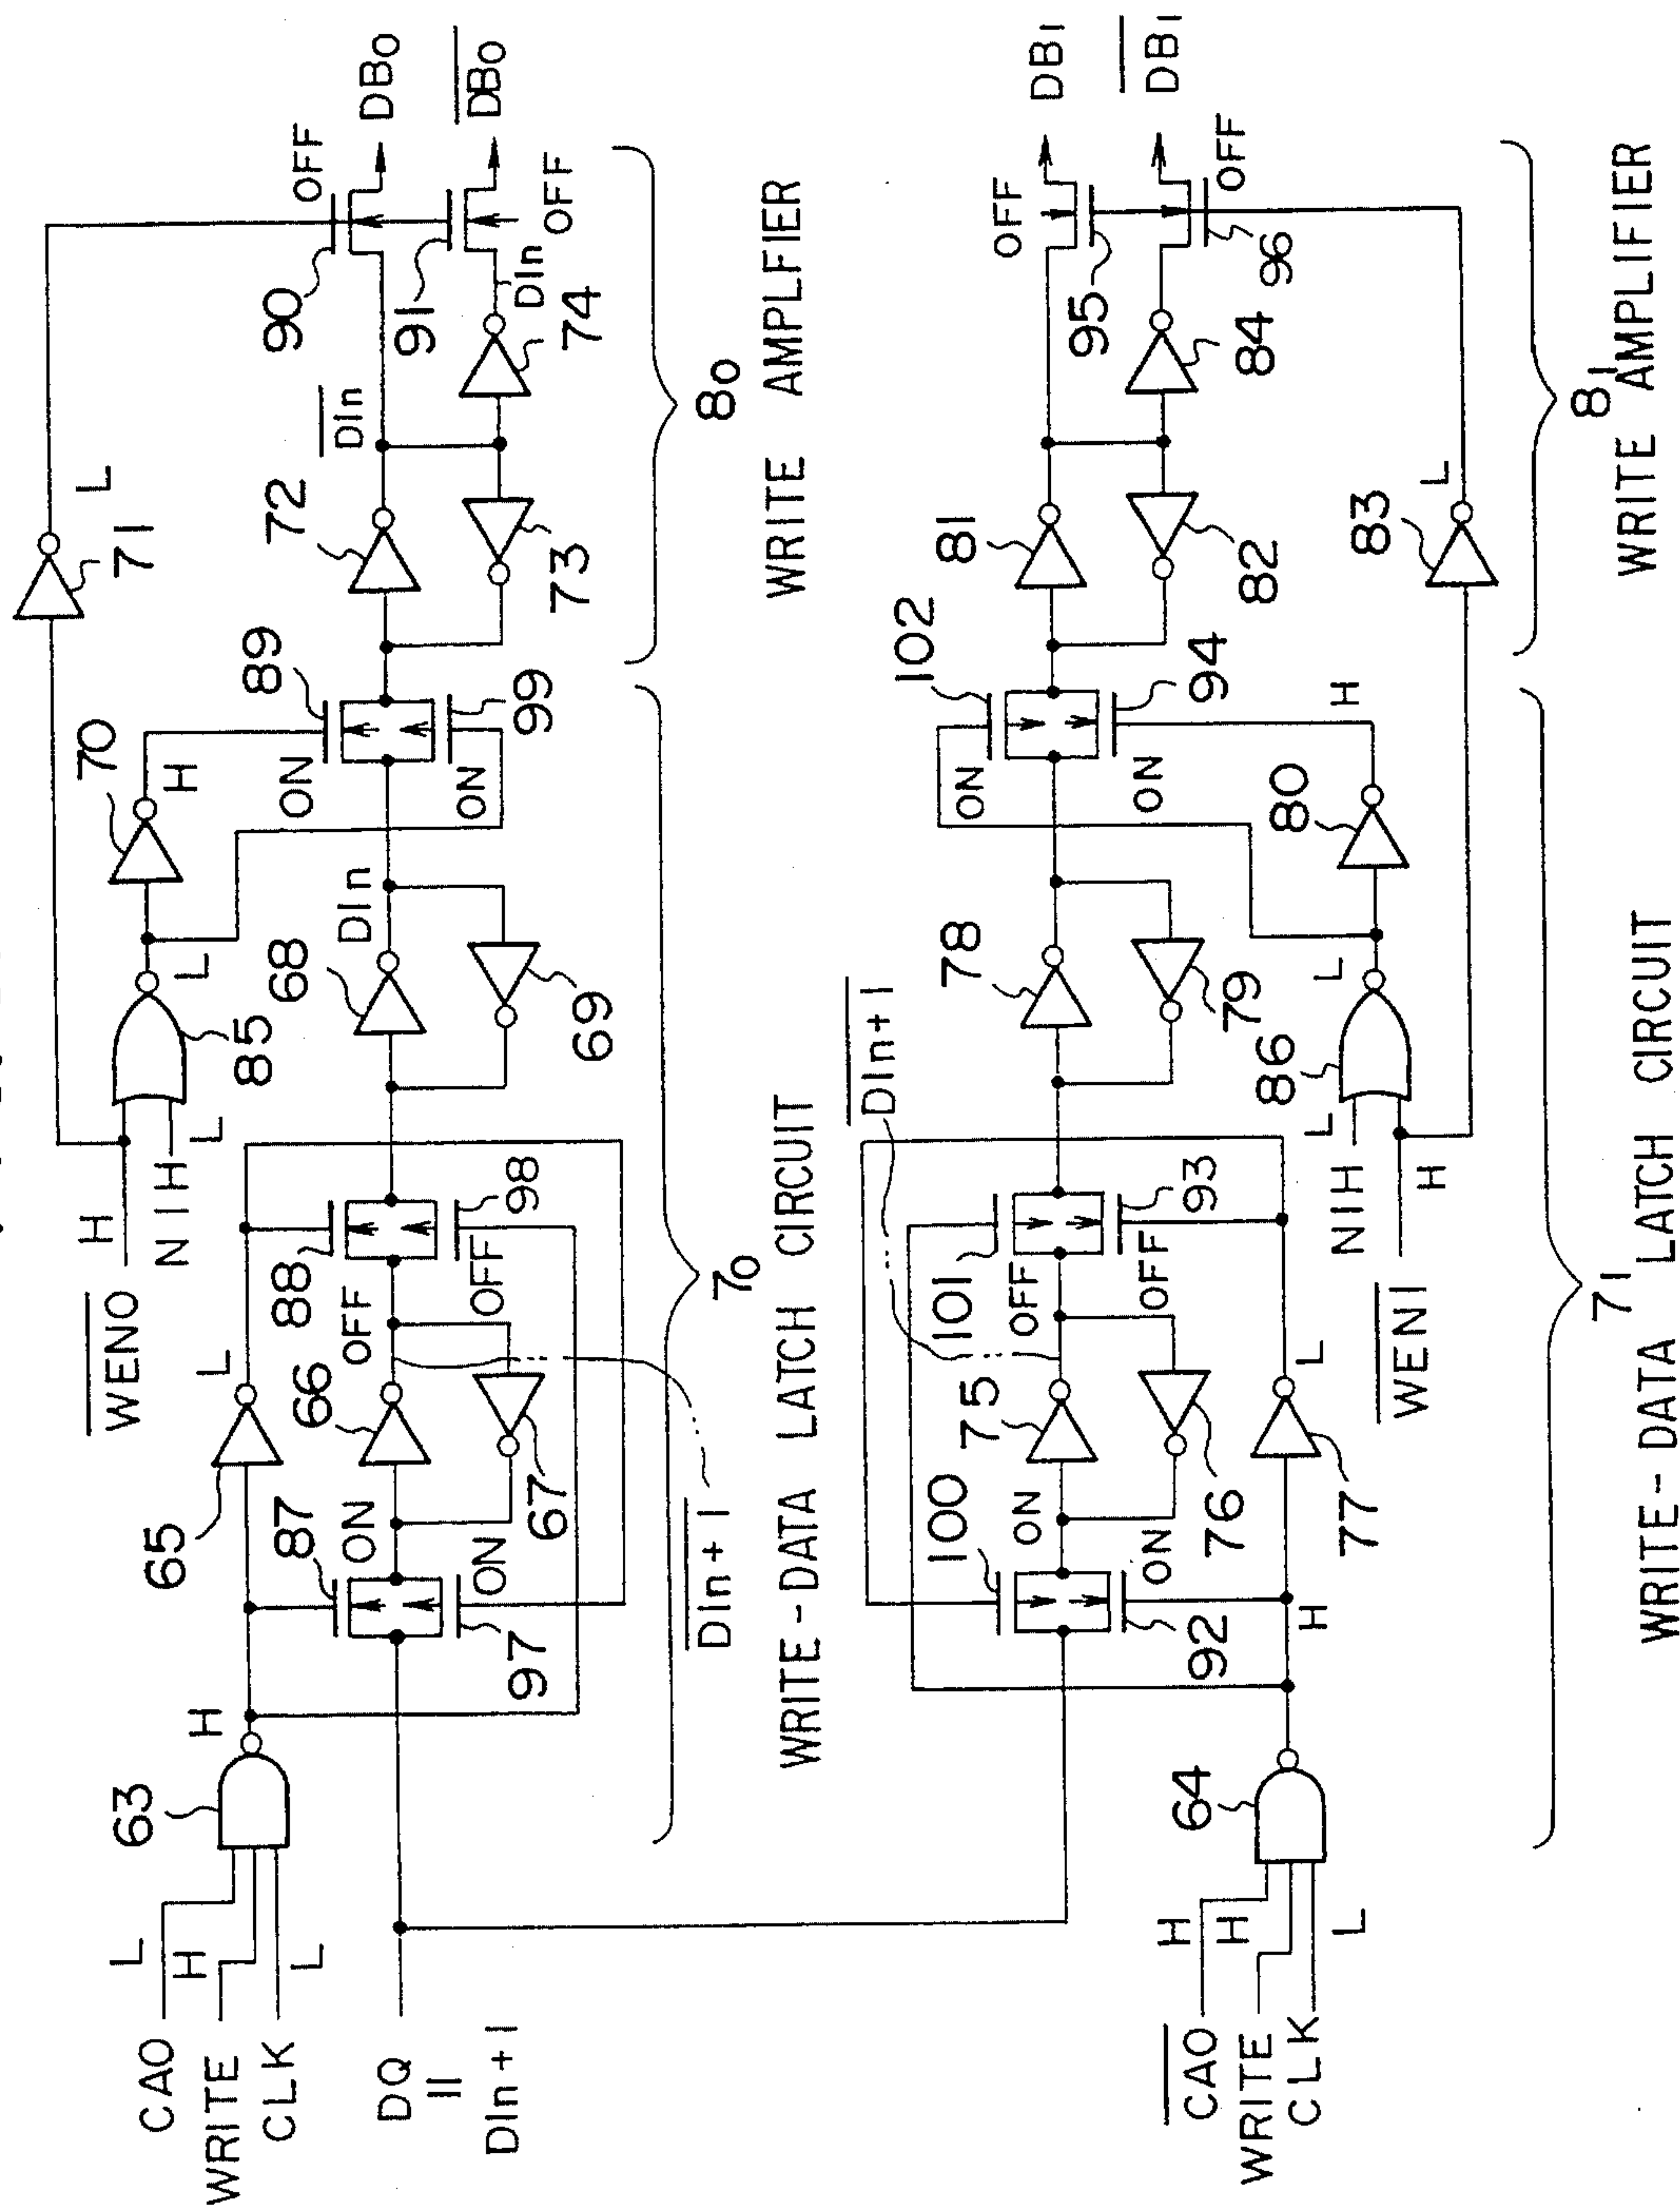 CA0
L
WRITE
H
CLK
L
63
H
65
L
87
ON
97
ON
66
67
OFF
88
OFF
98
DIn+1
DQ
=
DIn+1
WEN0
H
NIH
L
85
L
70
H
71
L
68
DIn
69
ON
89
ON
99
72
DIn
73
74
DIn
90
OFF
91
OFF
DB0
DB0
70
WRITE-DATA LATCH CIRCUIT
80
WRITE AMPLFIER
CA0
H
WRITE
H
CLK
L
64
H
77
L
100
ON
92
ON
75
76
101
OFF
OFF
93
DIn+1
78
79
NIH
L
WEN1
H
86
L
80
H
102
ON
94
ON
81
82
83
L
84
95
OFF
96
OFF
DB1
DB1
71
WRITE-DATA LATCH CIRCUIT
81
WRITE AMPLIFIER